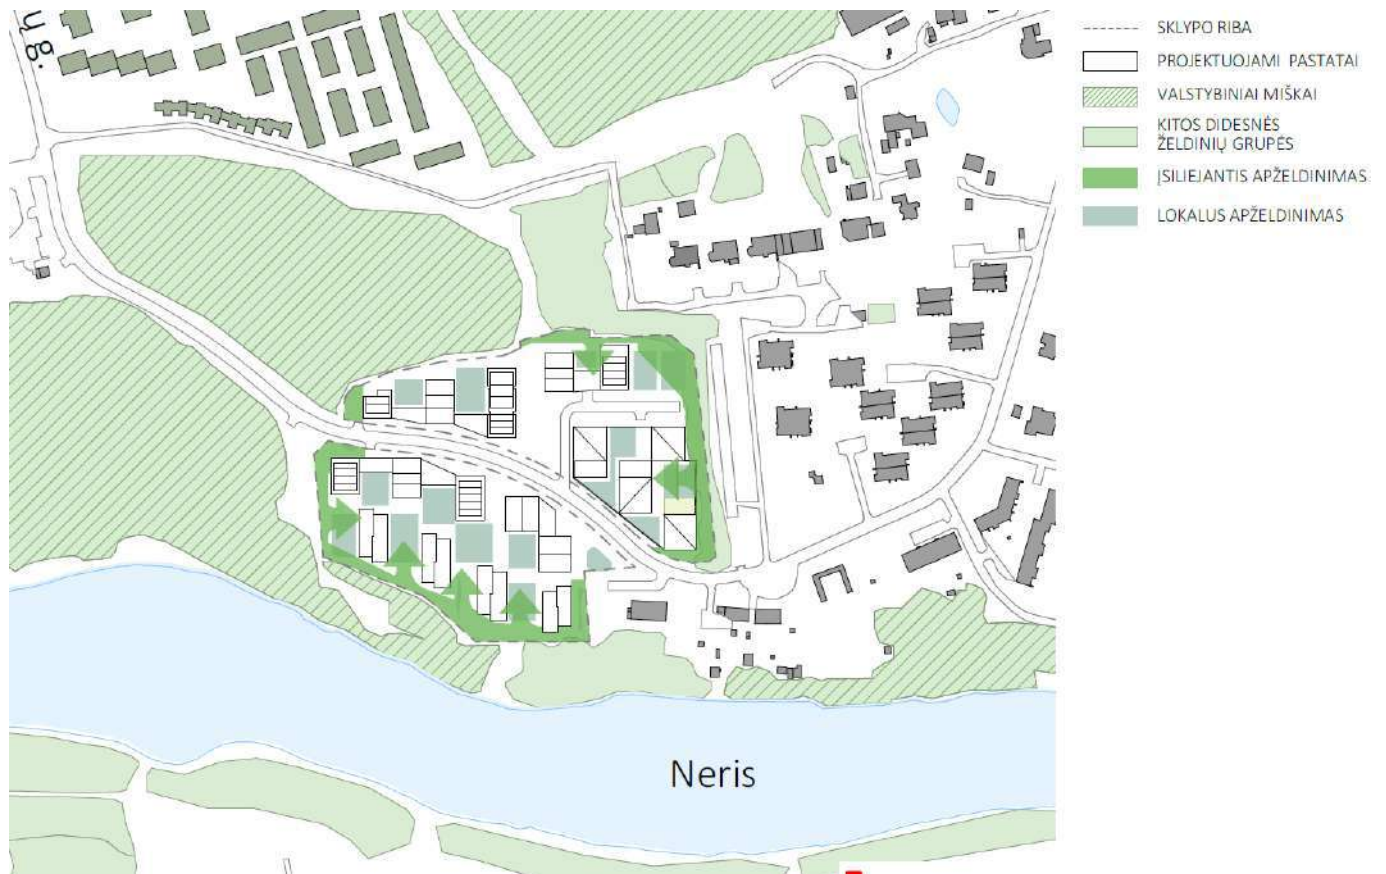 ų g.
SKLYPO RIBA
PROJEKTUOJAMI PASTATAI
VALSTYBINIAI MIŠKAI
KITOS DIDESNĖS
ŽELDINIŲ GRUPĖS
ĮSILIEJANTIS APŽELDINIMAS
LOKALUS APŽELDINIMAS
Neris